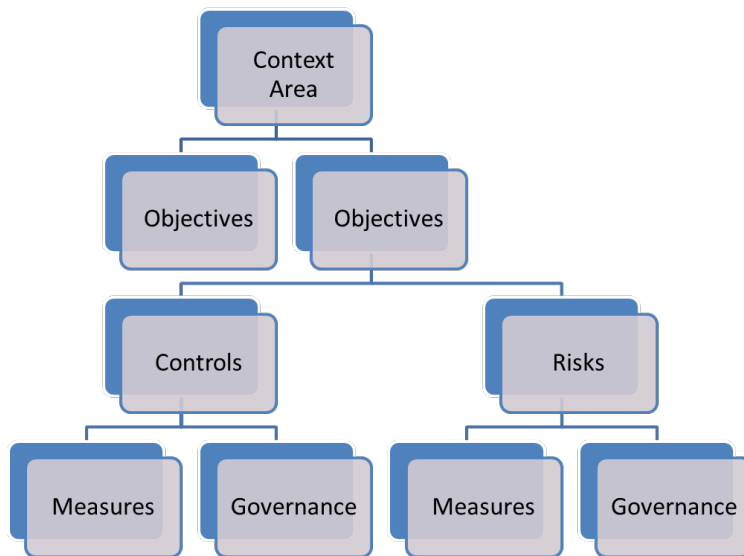 Context
Area
Objectives
Objectives
Controls
Risks
Measures
Governance
Measures
Governance